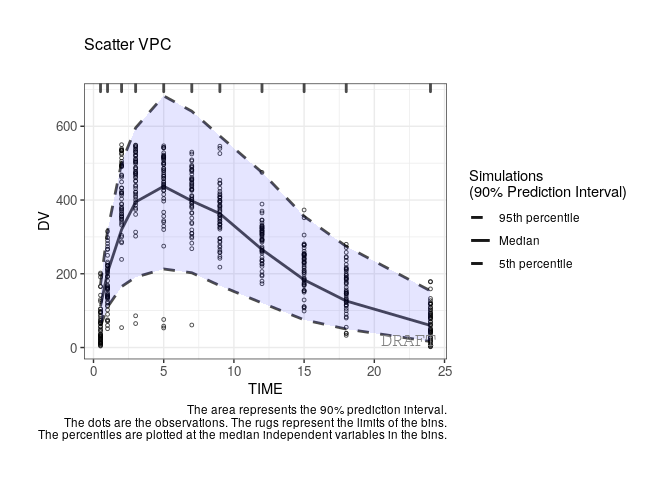 Scatter VPC
600
400
200
0
DV
0
5
10
15
20
25
TIME
DRAFT
Simulations
(90% Prediction Interval)
95th percentile
Median
5th percentile
The area represents the 90% prediction interval.
The dots are the observations. The rugs represent the limits of the bins.
The percentiles are plotted at the median independent variables in the bins.